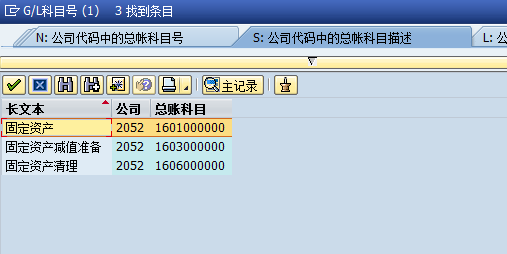 G/L科目号 (1)   3 找到条目
N: 公司代码中的总帐科目号 S: 公司代码中的总帐科目描述 L: 公
主记录
长文本 公司 总账科目
固定资产 2052 1601000000
固定资产减值准备 2052 1603000000
固定资产清理 2052 1606000000